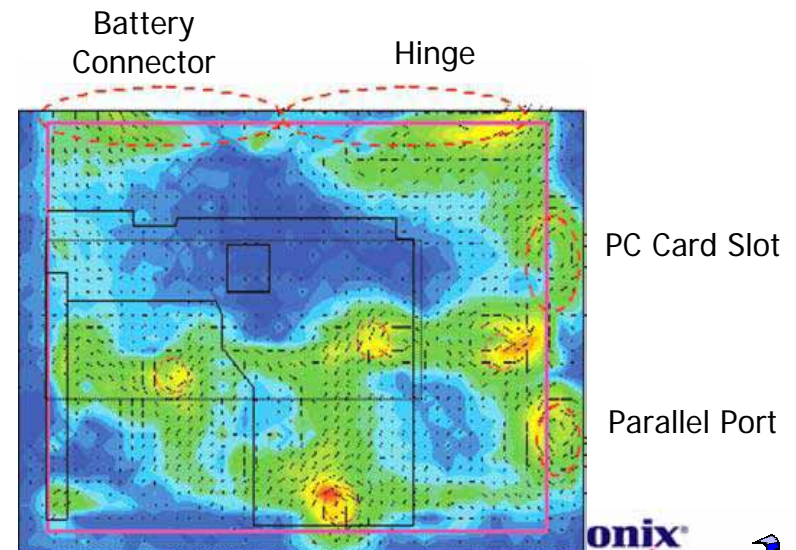 Battery
Connector
Hinge
PC Card Slot
Parallel Port
onix